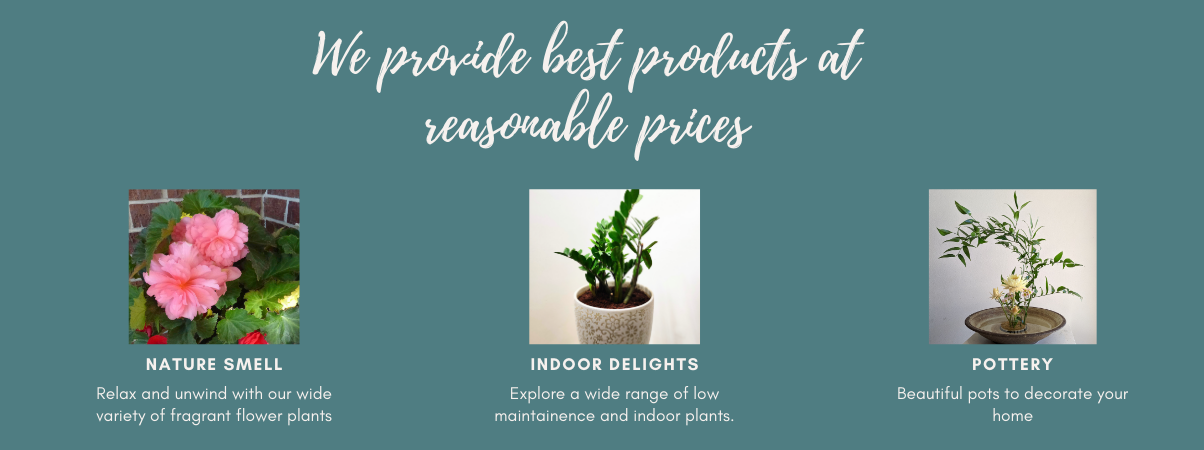 We provide best products at
reasonable prices
NATURE SMELL
Relax and unwind with our wide
variety of fragrant flower plants
INDOOR DELIGHTS
Explore a wide range of low
maintainence and indoor plants.
POTTERY
Beautiful pots to decorate your
home